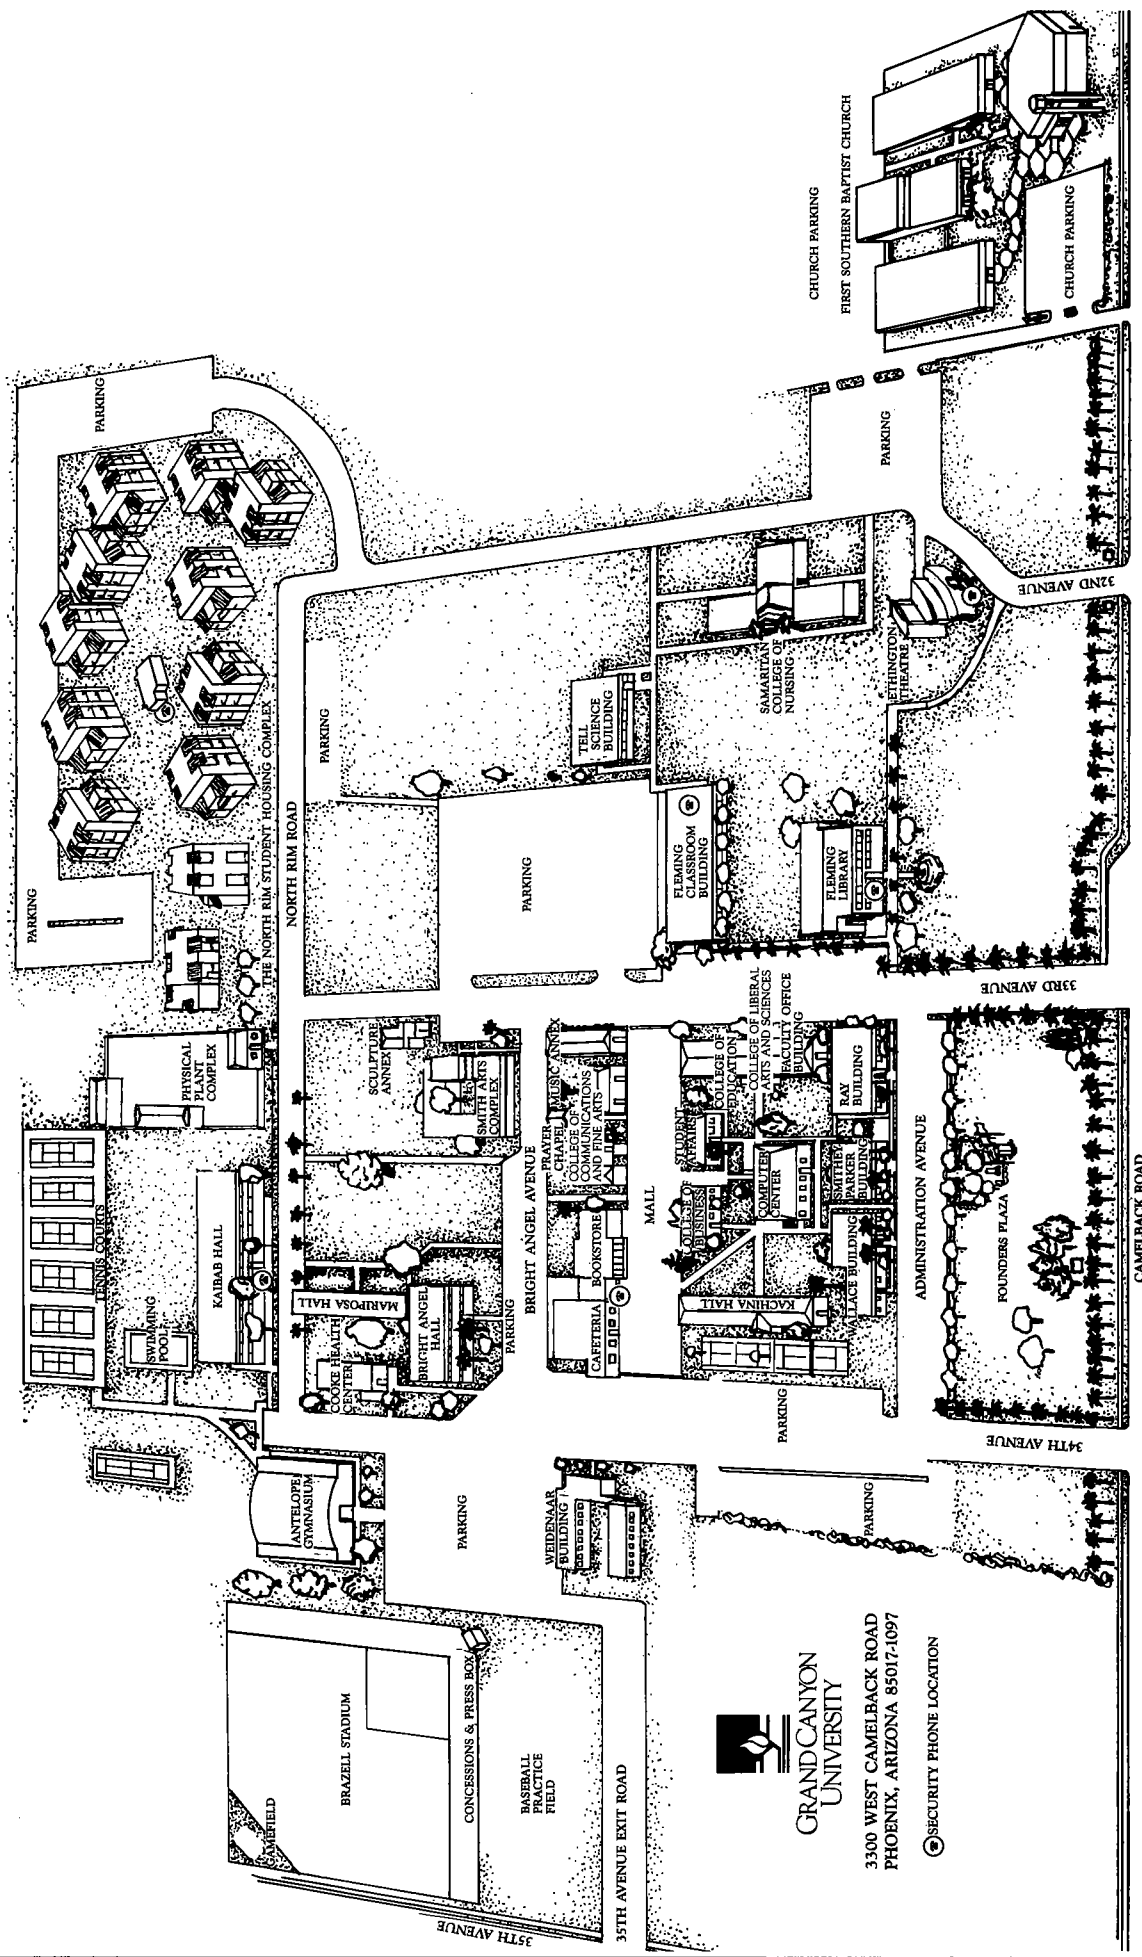 35TH AVENUE
GAMEFIELD
BRAZELL STADIUM
CONCESSIONS & PRESS BOX
BASEBALL
PRACTICE
FIELD
35TH AVENUE EXIT ROAD
GRAND CANYON
UNIVERSITY
3300 WEST CAMELBACK ROAD
PHOENIX, ARIZONA 85017-1097
SECURITY PHONE LOCATION
ANTELOPE
GYMNASIUM
PARKING
WEIDENAAR
BUILDING
PARKING
34TH AVENUE
TENNIS COURTS
SWIMMING
POOL
KAIBAB HALL
COOKE HEALTH
CENTER
MARIPOSA HALL
BRIGHT ANGEL
HALL
PARKING
BRIGHT ANGEL AVENUE
CAFETERIA
BOOKSTORE
MALL
PARKING
KACHINA HALL
WALLACE BUILDING
COLLEGE OF
BUSINESS
STUDENT
AFFAIRS
COMPUTER
CENTER
SMITHEY
PARKER
BUILDING
ADMINISTRATION AVENUE
FOUNDERS PLAZA
CAMELBACK ROAD
PHYSICAL
PLANT
COMPLEX
SCULPTURE
ANNEX
SMITH ARTS
COMPLEX
PRAYER
CHAPEL
MUSIC ANNEX
COLLEGE OF
COMMUNICATIONS
AND FINE ARTS
COLLEGE OF
EDUCATION
COLLEGE OF LIBERAL
ARTS AND SCIENCES
FACULTY OFFICE
BUILDING
RAY
BUILDING
33RD AVENUE
PARKING
THE NORTH RIM STUDENT HOUSING COMPLEX
NORTH RIM ROAD
PARKING
PARKING
FLEMING
CLASSROOM
BUILDING
FLEMING
LIBRARY
TELL
SCIENCE
BUILDING
SAMARITAN
COLLEGE OF
NURSING
ETHINGTON
THEATRE
32ND AVENUE
PARKING
PARKING
CHURCH PARKING
FIRST SOUTHERN BAPTIST CHURCH
CHURCH PARKING